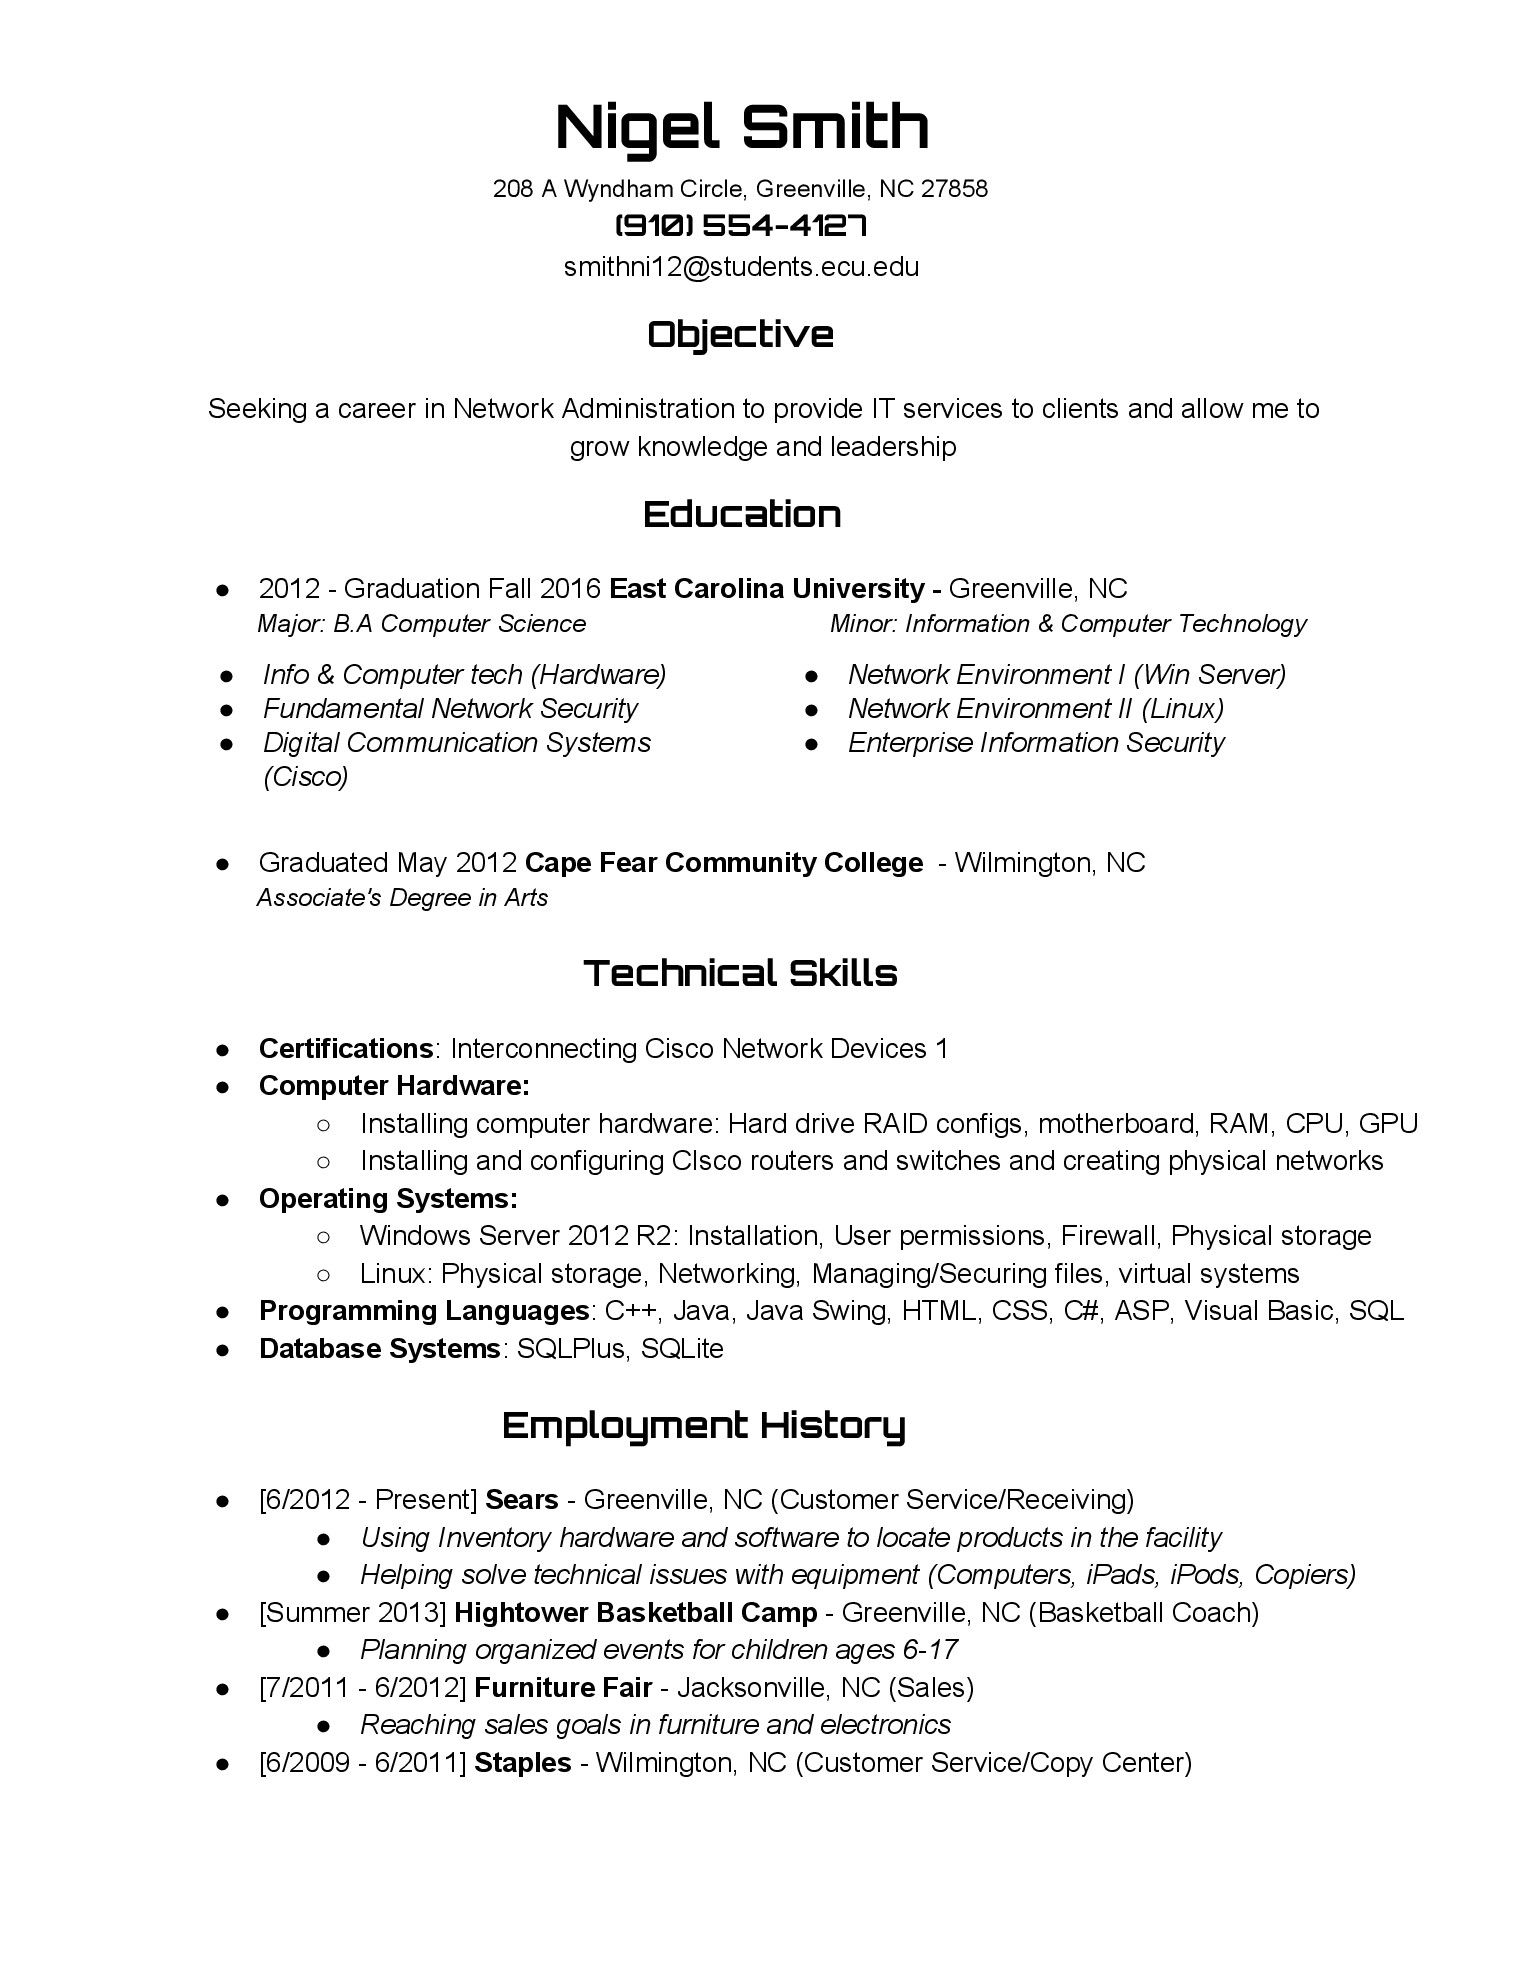 Nigel Smith
208 A Wyndham Circle, Greenville, NC 27858
(910) 554-4127
smithni12@students.ecu.edu
Objective
Seeking a career in Network Administration to provide IT services to clients and allow me to
grow knowledge and leadership
Education
● 2012 - Graduation Fall 2016 East Carolina University - Greenville, NC
Major: B.A Computer Science Minor: Information & Computer Technology
● Info & Computer tech (Hardware)
● Fundamental Network Security
● Digital Communication Systems
(Cisco)
● Network Environment I (Win Server)
● Network Environment II (Linux)
● Enterprise Information Security
● Graduated May 2012 Cape Fear Community College - Wilmington, NC
Associate's Degree in Arts
Technical Skills
● Certifications: Interconnecting Cisco Network Devices 1
● Computer Hardware:
○ Installing computer hardware: Hard drive RAID configs, motherboard, RAM, CPU, GPU
○ Installing and configuring CIsco routers and switches and creating physical networks
● Operating Systems:
○ Windows Server 2012 R2: Installation, User permissions, Firewall, Physical storage
○ Linux: Physical storage, Networking, Managing/Securing files, virtual systems
● Programming Languages: C++, Java, Java Swing, HTML, CSS, C#, ASP, Visual Basic, SQL
● Database Systems: SQLPlus, SQLite
Employment History
● [6/2012 - Present] Sears - Greenville, NC (Customer Service/Receiving)
● Using Inventory hardware and software to locate products in the facility
● Helping solve technical issues with equipment (Computers, iPads, iPods, Copiers)
● [Summer 2013] Hightower Basketball Camp - Greenville, NC (Basketball Coach)
● Planning organized events for children ages 6-17
● [7/2011 - 6/2012] Furniture Fair - Jacksonville, NC (Sales)
● Reaching sales goals in furniture and electronics
● [6/2009 - 6/2011] Staples - Wilmington, NC (Customer Service/Copy Center)